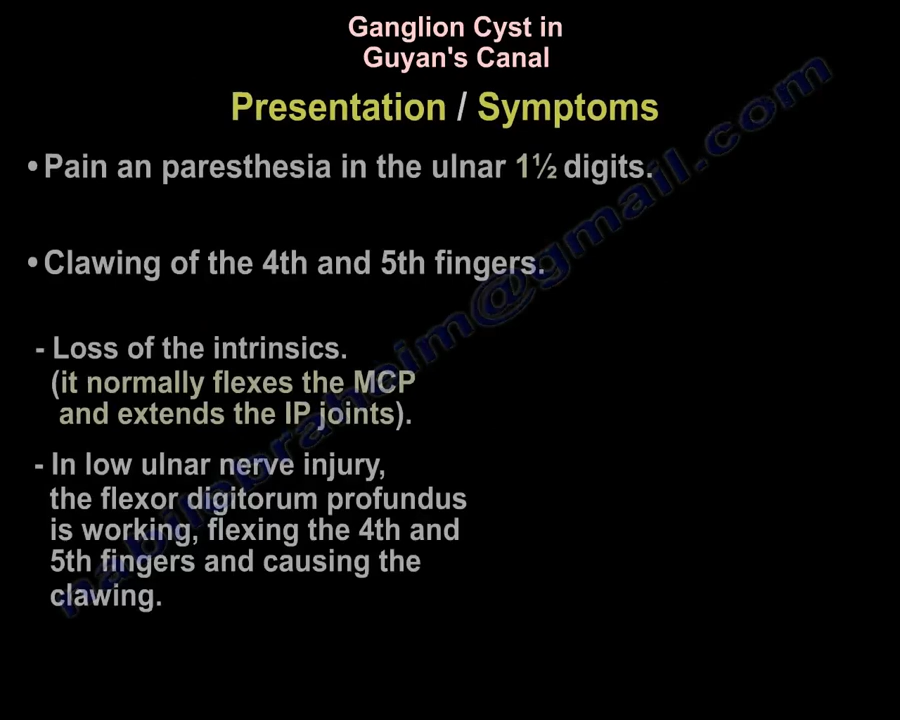 Ganglion Cyst in
Guyan's Canal
Presentation / Symptoms
• Pain an paresthesia in the ulnar 1½ digits.
• Clawing of the 4th and 5th fingers.
- Loss of the intrinsics.
(it normally flexes the MCP
and extends the IP joints).
- In low ulnar nerve injury,
the flexor digitorum profundus
is working, flexing the 4th and
5th fingers and causing the
clawing.
nabilebraheim@gmail.com